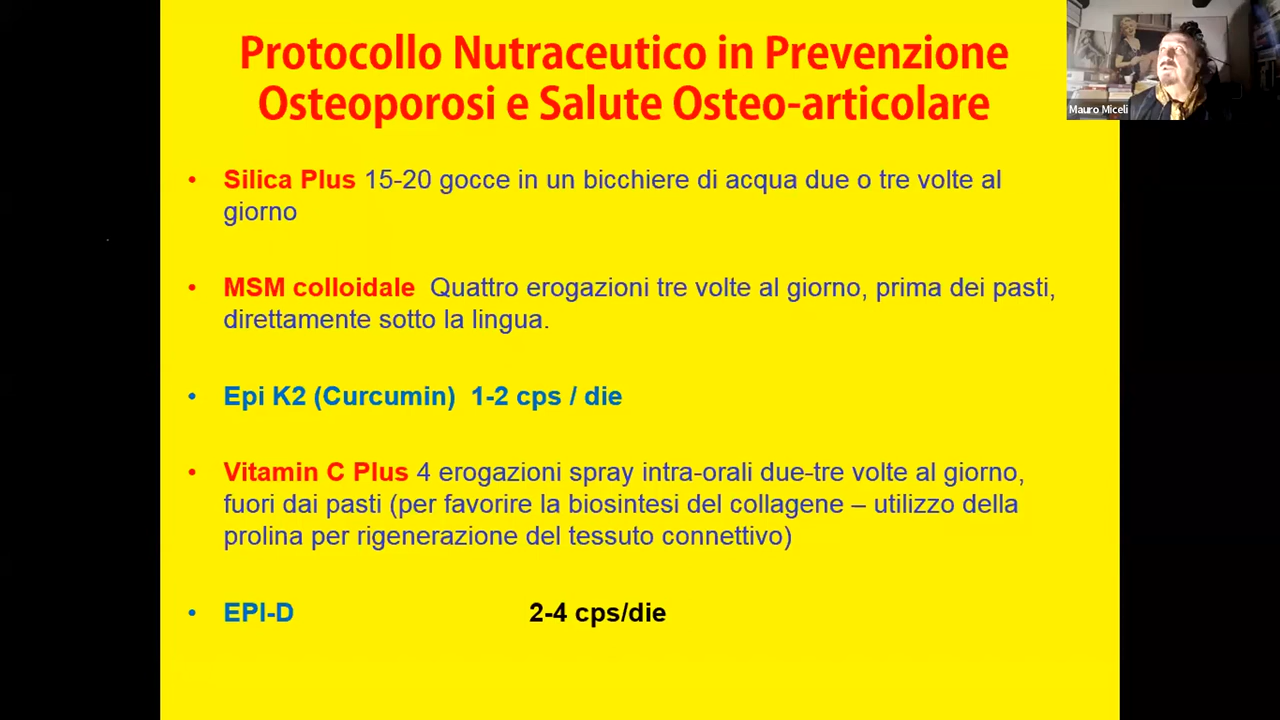 Protocollo Nutraceutico in Prevenzione
Osteoporosi e Salute Osteo-articolare
Mauro Miceli
• Silica Plus 15-20 gocce in un bicchiere di acqua due o tre volte al
giorno
• MSM colloidale Quattro erogazioni tre volte al giorno, prima dei pasti,
direttamente sotto la lingua.
• Epi K2 (Curcumin) 1-2 cps / die
• Vitamin C Plus 4 erogazioni spray intra-orali due-tre volte al giorno,
fuori dai pasti (per favorire la biosintesi del collagene – utilizzo della
prolina per rigenerazione del tessuto connettivo)
• EPI-D 2-4 cps/die